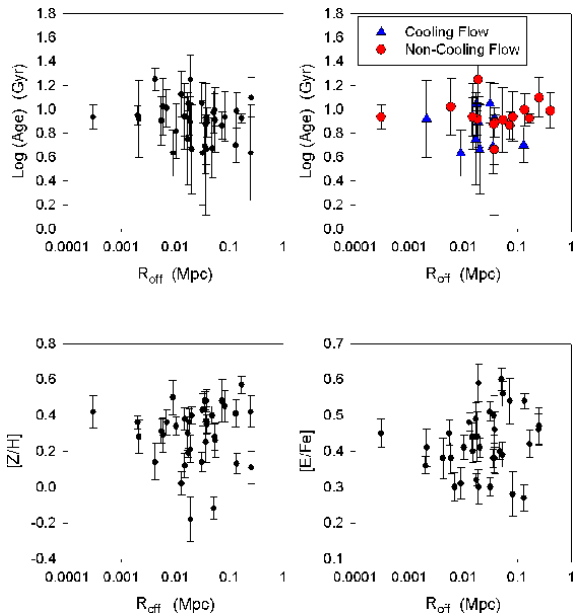 1.8
1.6
1.4
1.2
1.0
0.8
0.6
0.4
0.2
0.0
Log (Age) (Gyr)
0.0001 0.001 0.01 0.1 1
Roff (Mpc)
Cooling Flow
Non-Cooling Flow
1.8
1.6
1.4
1.2
1.0
0.8
0.6
0.4
0.2
0.0
Log (Age) (Gyr)
0.0001 0.001 0.01 0.1 1
Roff (Mpc)
0.8
0.6
0.4
0.2
0.0
-0.2
-0.4
[Z/H]
0.0001 0.001 0.01 0.1 1
Roff (Mpc)
0.7
0.6
0.5
0.4
0.3
0.2
0.1
[E/Fe]
0.0001 0.001 0.01 0.1 1
Roff (Mpc)